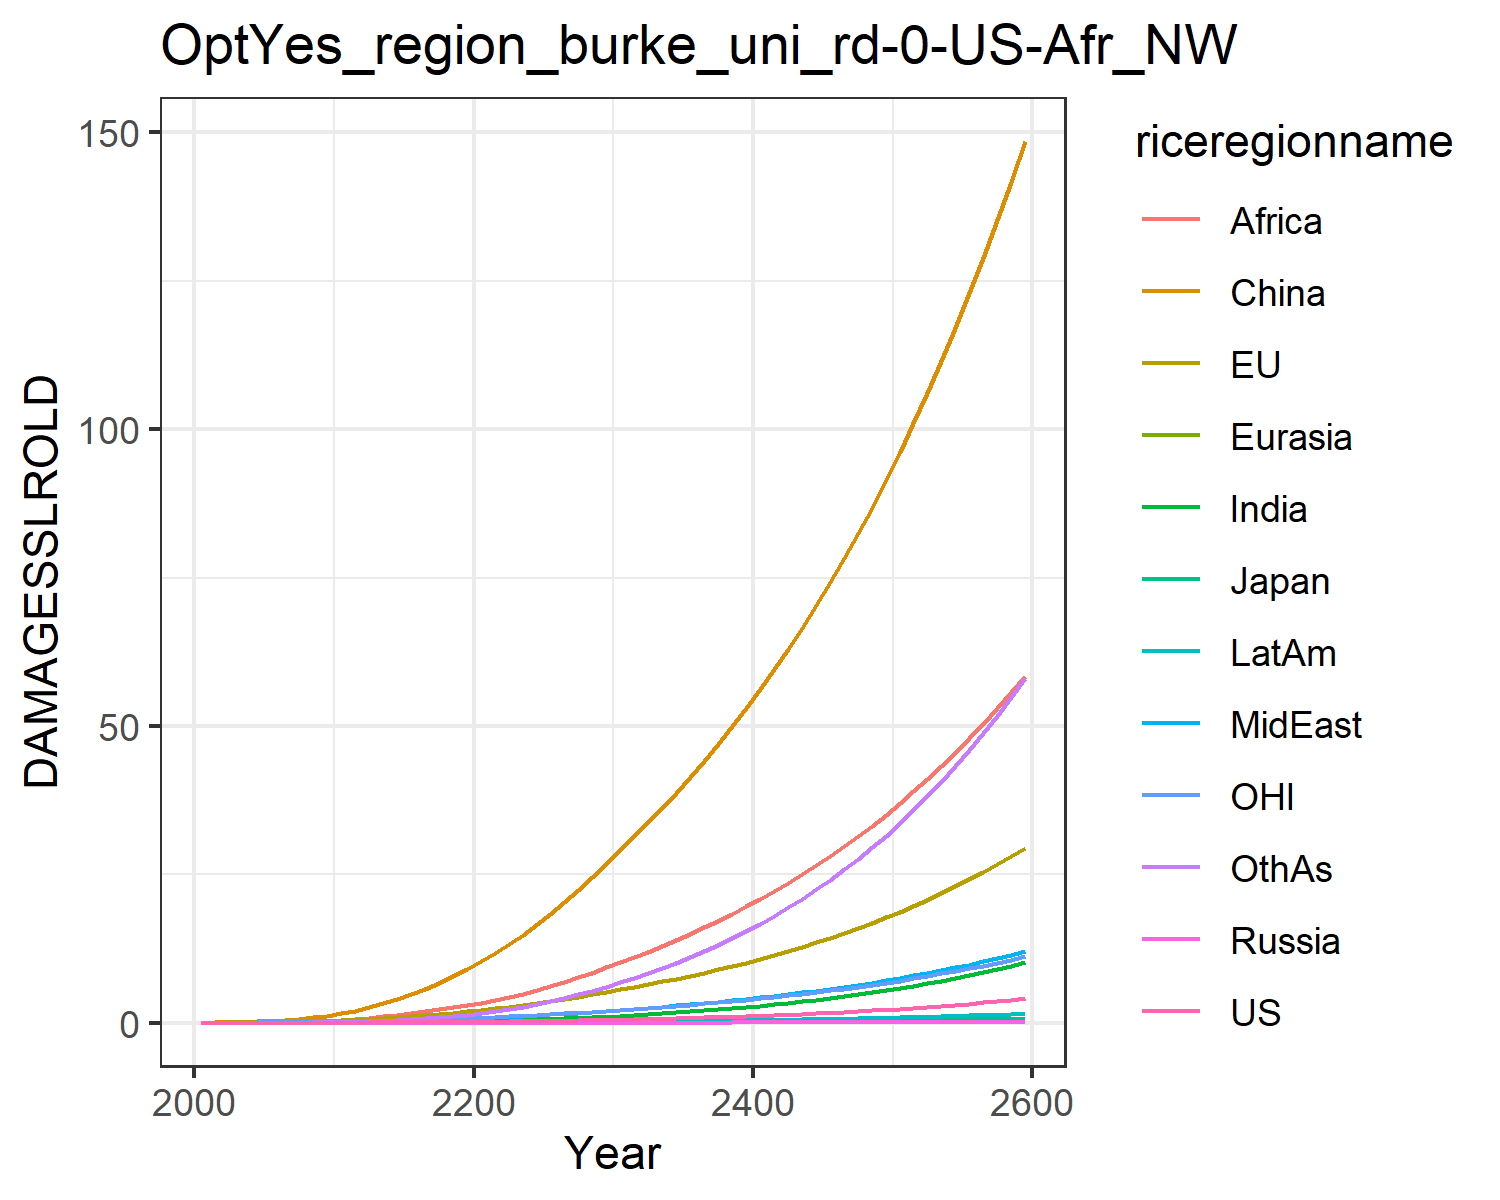 OptYes_region_burke_uni_rd-0-US-Afr_NW
DAMAGESSLROLD
150
100
50
0
2000
2200
2400
2600
Year
riceregionname
Africa
China
EU
Eurasia
India
Japan
LatAm
MidEast
OHI
OthAs
Russia
US